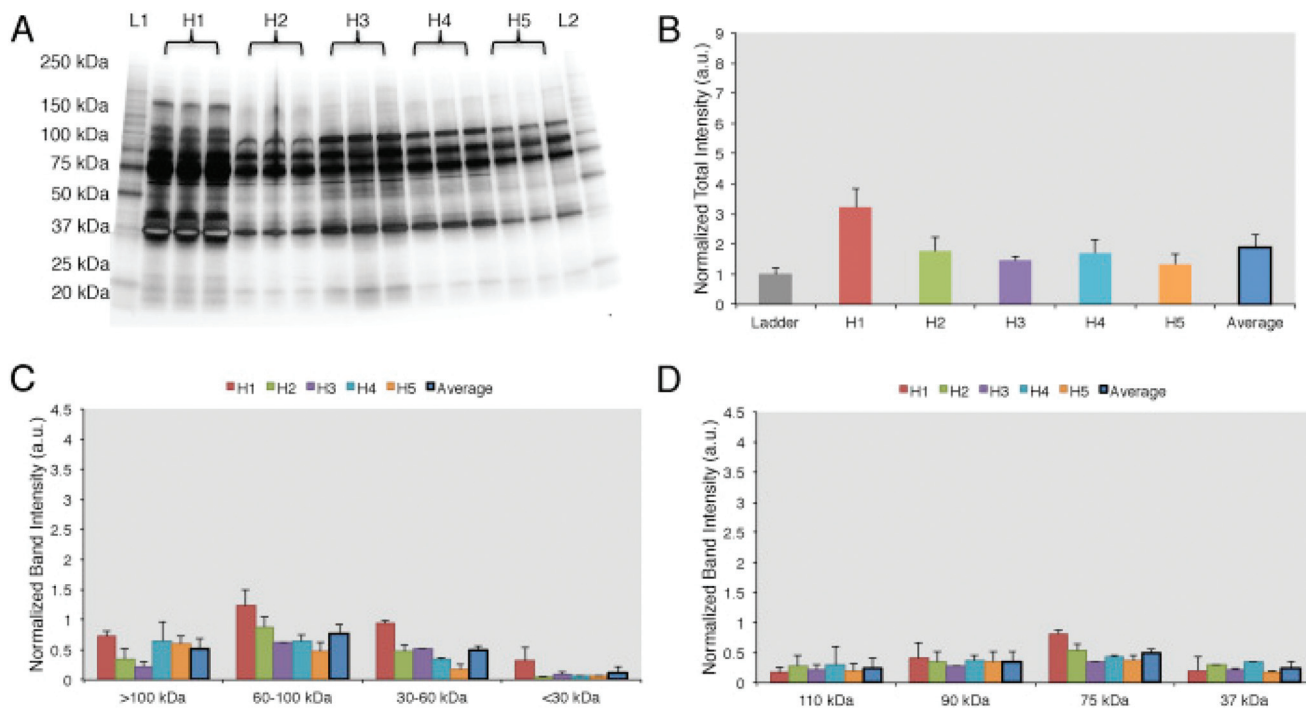 A
L1 H1 H2 H3 H4 H5 L2
250 kDa
150 kDa
100 kDa
75 kDa
50 kDa
37 kDa
25 kDa
20 kDa
B
Normalized Total Intensity (a.u.)
9
8
7
6
5
4
3
2
1
0
Ladder H1 H2 H3 H4 H5 Average
C
H1 H2 H3 H4 H5 Average
Normalized Band Intensity (a.u.)
4.5
4
3.5
3
2.5
2
1.5
1
0.5
0
>100 kDa 60-100 kDa 30-60 kDa <30 kDa
D
H1 H2 H3 H4 H5 Average
Normalized Band Intensity (a.u.)
4.5
4
3.5
3
2.5
2
1.5
1
0.5
0
110 kDa 90 kDa 75 kDa 37 kDa